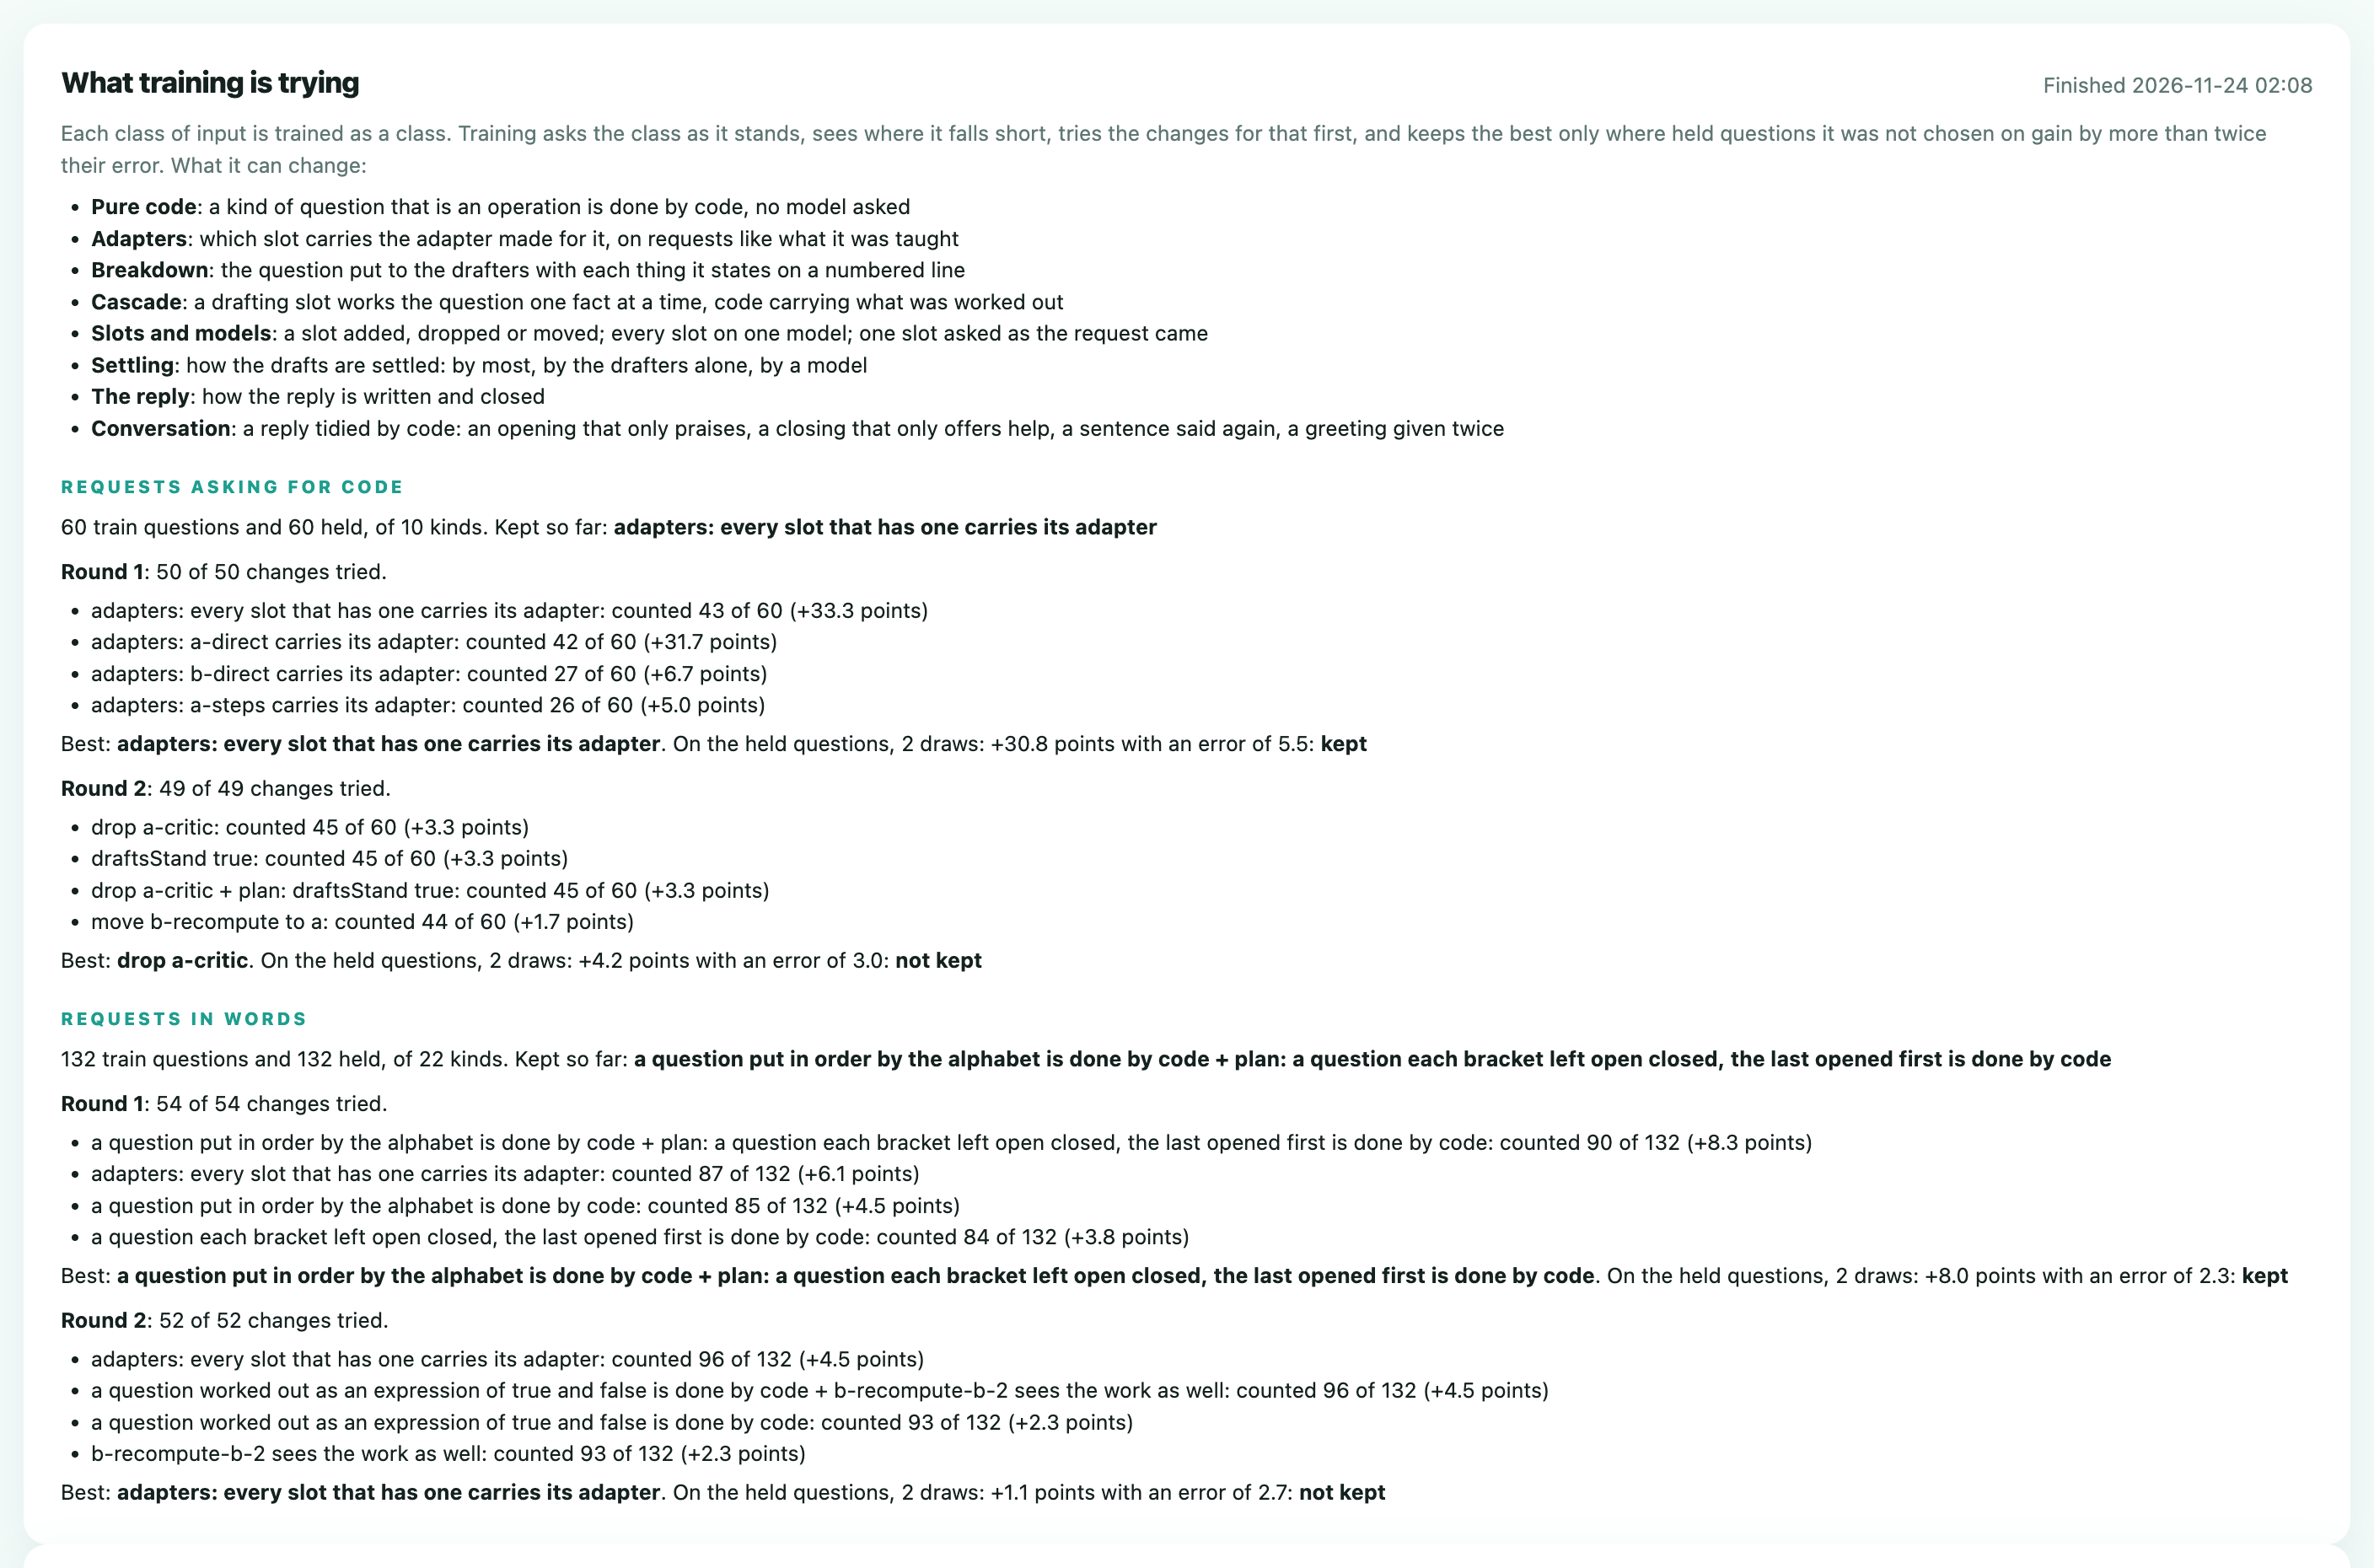 What training is trying
Finished 2026-11-24 02:08
Each class of input is trained as a class. Training asks the class as it stands, sees where it falls short, tries the changes for that first, and keeps the best only where held questions it was not chosen on gain by more than twice
their error. What it can change:
• Pure code: a kind of question that is an operation is done by code, no model asked
• Adapters: which slot carries the adapter made for it, on requests like what it was taught
• Breakdown: the question put to the drafters with each thing it states on a numbered line
• Cascade: a drafting slot works the question one fact at a time, code carrying what was worked out
• Slots and models: a slot added, dropped or moved; every slot on one model; one slot asked as the request came
• Settling: how the drafts are settled: by most, by the drafters alone, by a model
• The reply: how the reply is written and closed
• Conversation: a reply tidied by code: an opening that only praises, a closing that only offers help, a sentence said again, a greeting given twice
REQUESTS ASKING FOR CODE
60 train questions and 60 held, of 10 kinds. Kept so far: adapters: every slot that has one carries its adapter
Round 1: 50 of 50 changes tried.
• adapters: every slot that has one carries its adapter: counted 43 of 60 (+33.3 points)
• adapters: a-direct carries its adapter: counted 42 of 60 (+31.7 points)
• adapters: b-direct carries its adapter: counted 27 of 60 (+6.7 points)
• adapters: a-steps carries its adapter: counted 26 of 60 (+5.0 points)
Best: adapters: every slot that has one carries its adapter. On the held questions, 2 draws: +30.8 points with an error of 5.5: kept
Round 2: 49 of 49 changes tried.
• drop a-critic: counted 45 of 60 (+3.3 points)
• draftsStand true: counted 45 of 60 (+3.3 points)
• drop a-critic + plan: draftsStand true: counted 45 of 60 (+3.3 points)
• move b-recompute to a: counted 44 of 60 (+1.7 points)
Best: drop a-critic. On the held questions, 2 draws: +4.2 points with an error of 3.0: not kept
REQUESTS IN WORDS
132 train questions and 132 held, of 22 kinds. Kept so far: a question put in order by the alphabet is done by code + plan: a question each bracket left open closed, the last opened first is done by code
Round 1: 54 of 54 changes tried.
• a question put in order by the alphabet is done by code + plan: a question each bracket left open closed, the last opened first is done by code: counted 90 of 132 (+8.3 points)
• adapters: every slot that has one carries its adapter: counted 87 of 132 (+6.1 points)
• a question put in order by the alphabet is done by code: counted 85 of 132 (+4.5 points)
• a question each bracket left open closed, the last opened first is done by code: counted 84 of 132 (+3.8 points)
Best: a question put in order by the alphabet is done by code + plan: a question each bracket left open closed, the last opened first is done by code. On the held questions, 2 draws: +8.0 points with an error of 2.3: kept
Round 2: 52 of 52 changes tried.
• adapters: every slot that has one carries its adapter: counted 96 of 132 (+4.5 points)
• a question worked out as an expression of true and false is done by code + b-recompute-b-2 sees the work as well: counted 96 of 132 (+4.5 points)
• a question worked out as an expression of true and false is done by code: counted 93 of 132 (+2.3 points)
• b-recompute-b-2 sees the work as well: counted 93 of 132 (+2.3 points)
Best: adapters: every slot that has one carries its adapter. On the held questions, 2 draws: +1.1 points with an error of 2.7: not kept